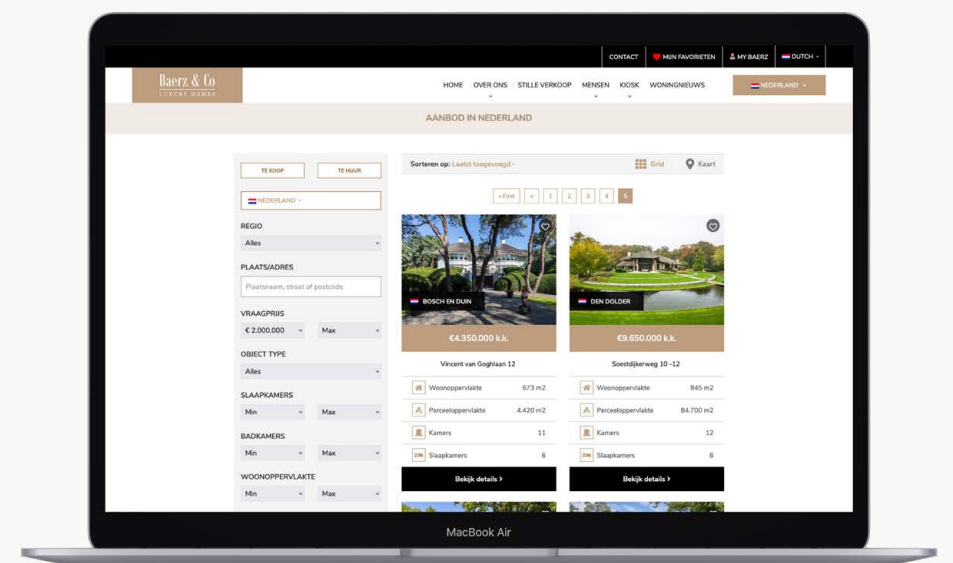 CONTACT
MIJN FAVORIETEN
MY BAERZ
DUTCH
Baerz & Co
LUXURY HOMES
HOME OVER ONS STILLE VERKOOP MENSEN KIOSK WONINGNIEUWS
NEDERLAND
AANBOD IN NEDERLAND
TE KOOP TE HUUR
NEDERLAND
REGIO
Alles
PLAATS/ADRES
Plaatsnaam, straat of postcode
VRAAGPRIJS
€ 2.000.000 Max
OBJECT TYPE
Alles
SLAAPKAMERS
Min Max
BADKAMERS
Min Max
WOONOPPERVLAKTE
Min Max
Sorteren op: Laatst toegevoegd
Grid Kaart
« First < 1 2 3 4 5
BOSCH EN DUIN
€4.350.000 k.k.
Vincent van Goghlaan 12
Woonoppervlakte 673 m2
Perceeloppervlakte 4.420 m2
Kamers 11
Slaapkamers 6
Bekijk details >
DEN DOLDER
€9.650.000 k.k.
Soestdijkerweg 10 -12
Woonoppervlakte 945 m2
Perceeloppervlakte 84.700 m2
Kamers 12
Slaapkamers 6
Bekijk details >
MacBook Air